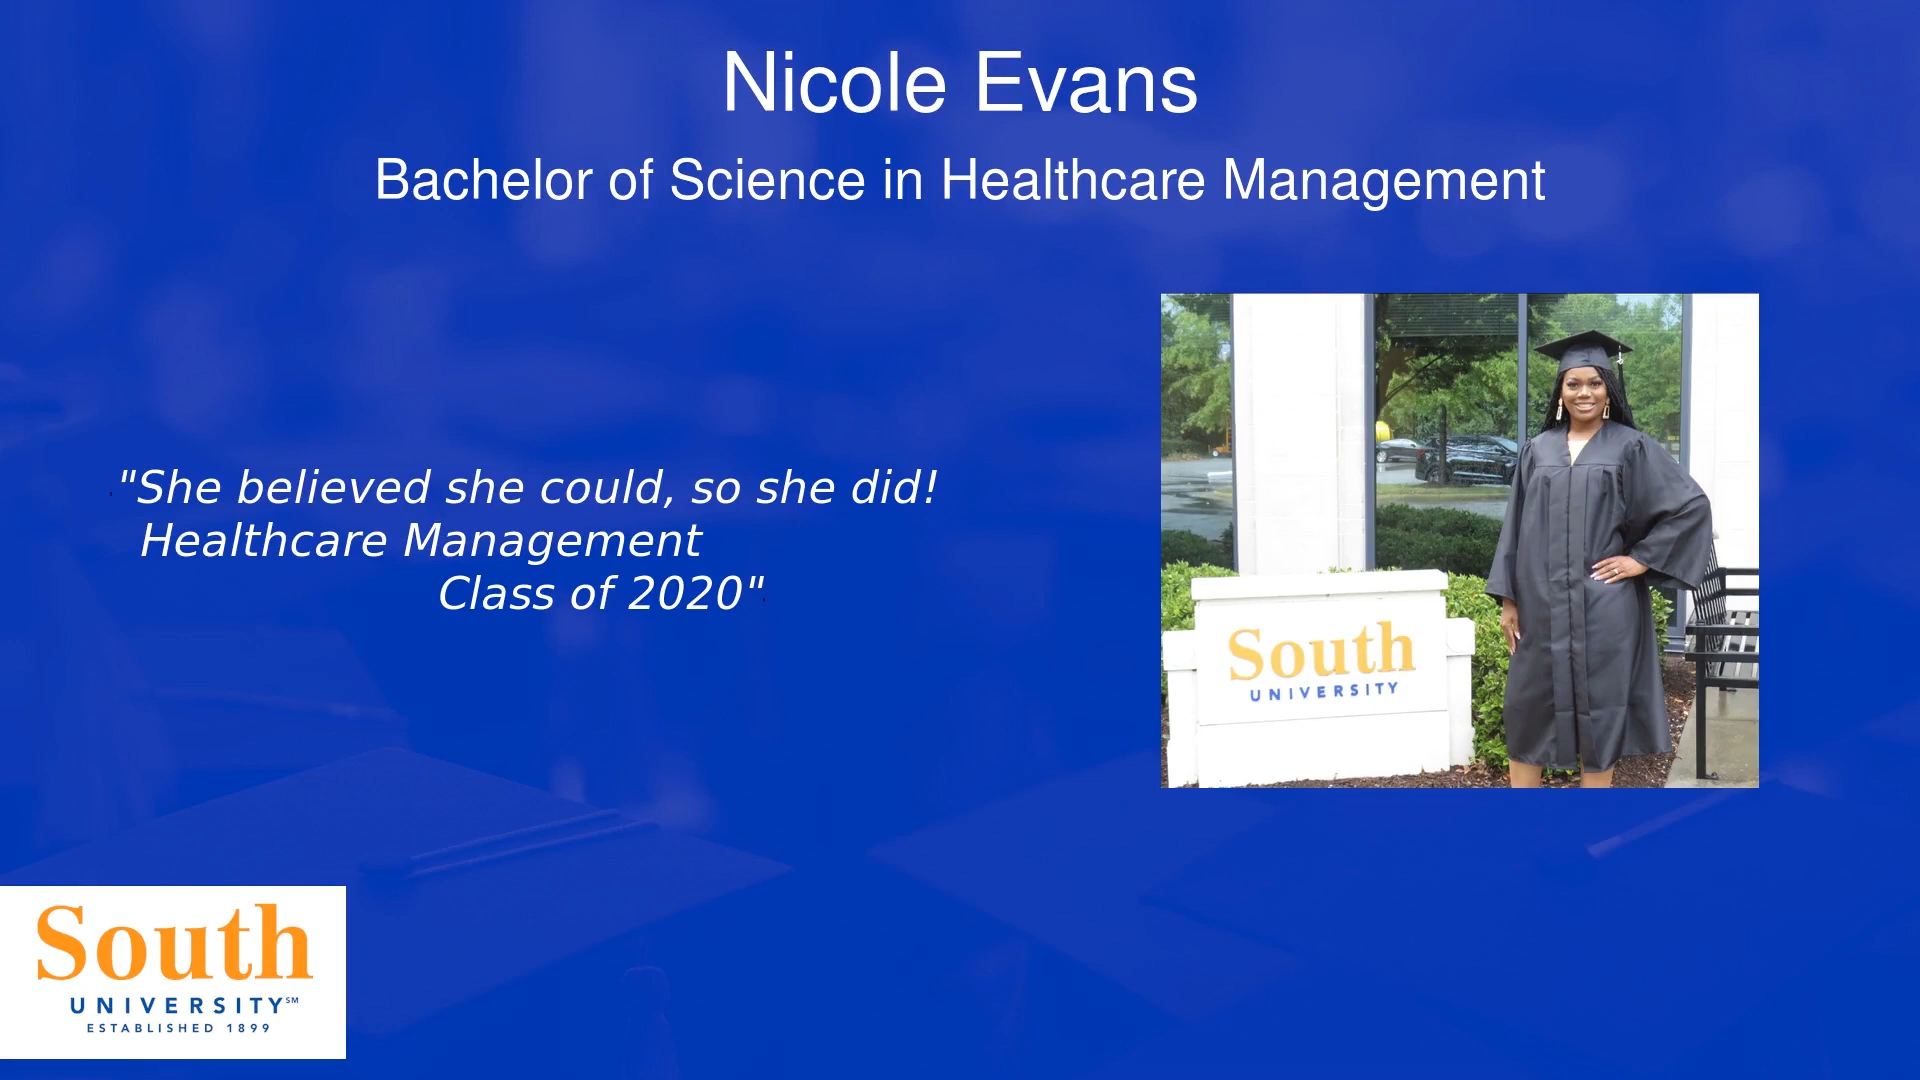 Nicole Evans
Bachelor of Science in Healthcare Management
"She believed she could, so she did!
Healthcare Management
Class of 2020"
South
UNIVERSITY
South
UNIVERSITY℠
ESTABLISHED 1899